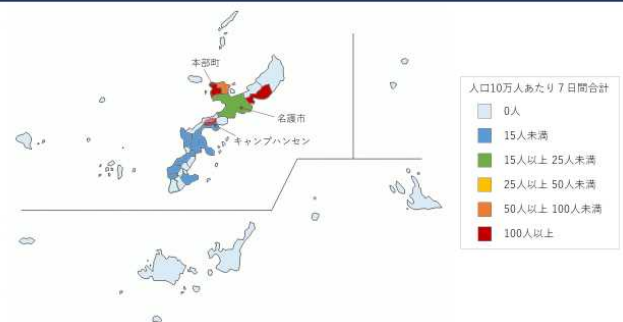 本部町
名護市
キャンプハンセン
人口10万人あたり７日間合計
0人
15人未満
15人以上 25人未満
25人以上 50人未満
50人以上 100人未満
100人以上